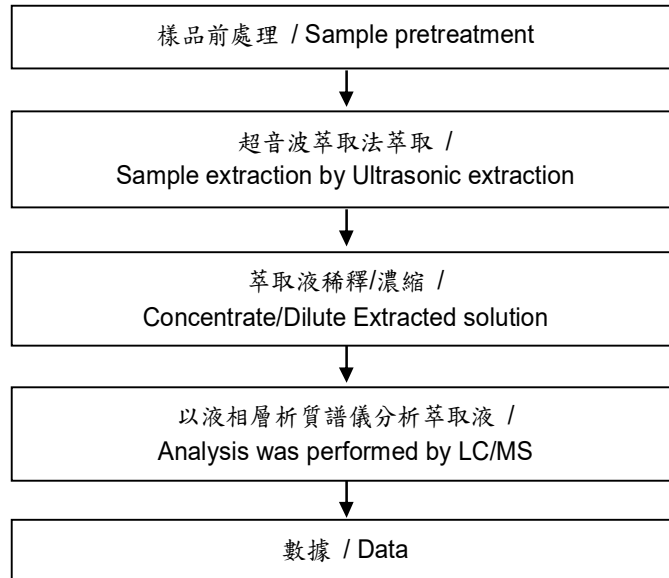 樣品前處理 / Sample pretreatment
超音波萃取法萃取 /
Sample extraction by Ultrasonic extraction
萃取液稀釋/濃縮 /
Concentrate/Dilute Extracted solution
以液相層析質譜儀分析萃取液 /
Analysis was performed by LC/MS
數據 / Data